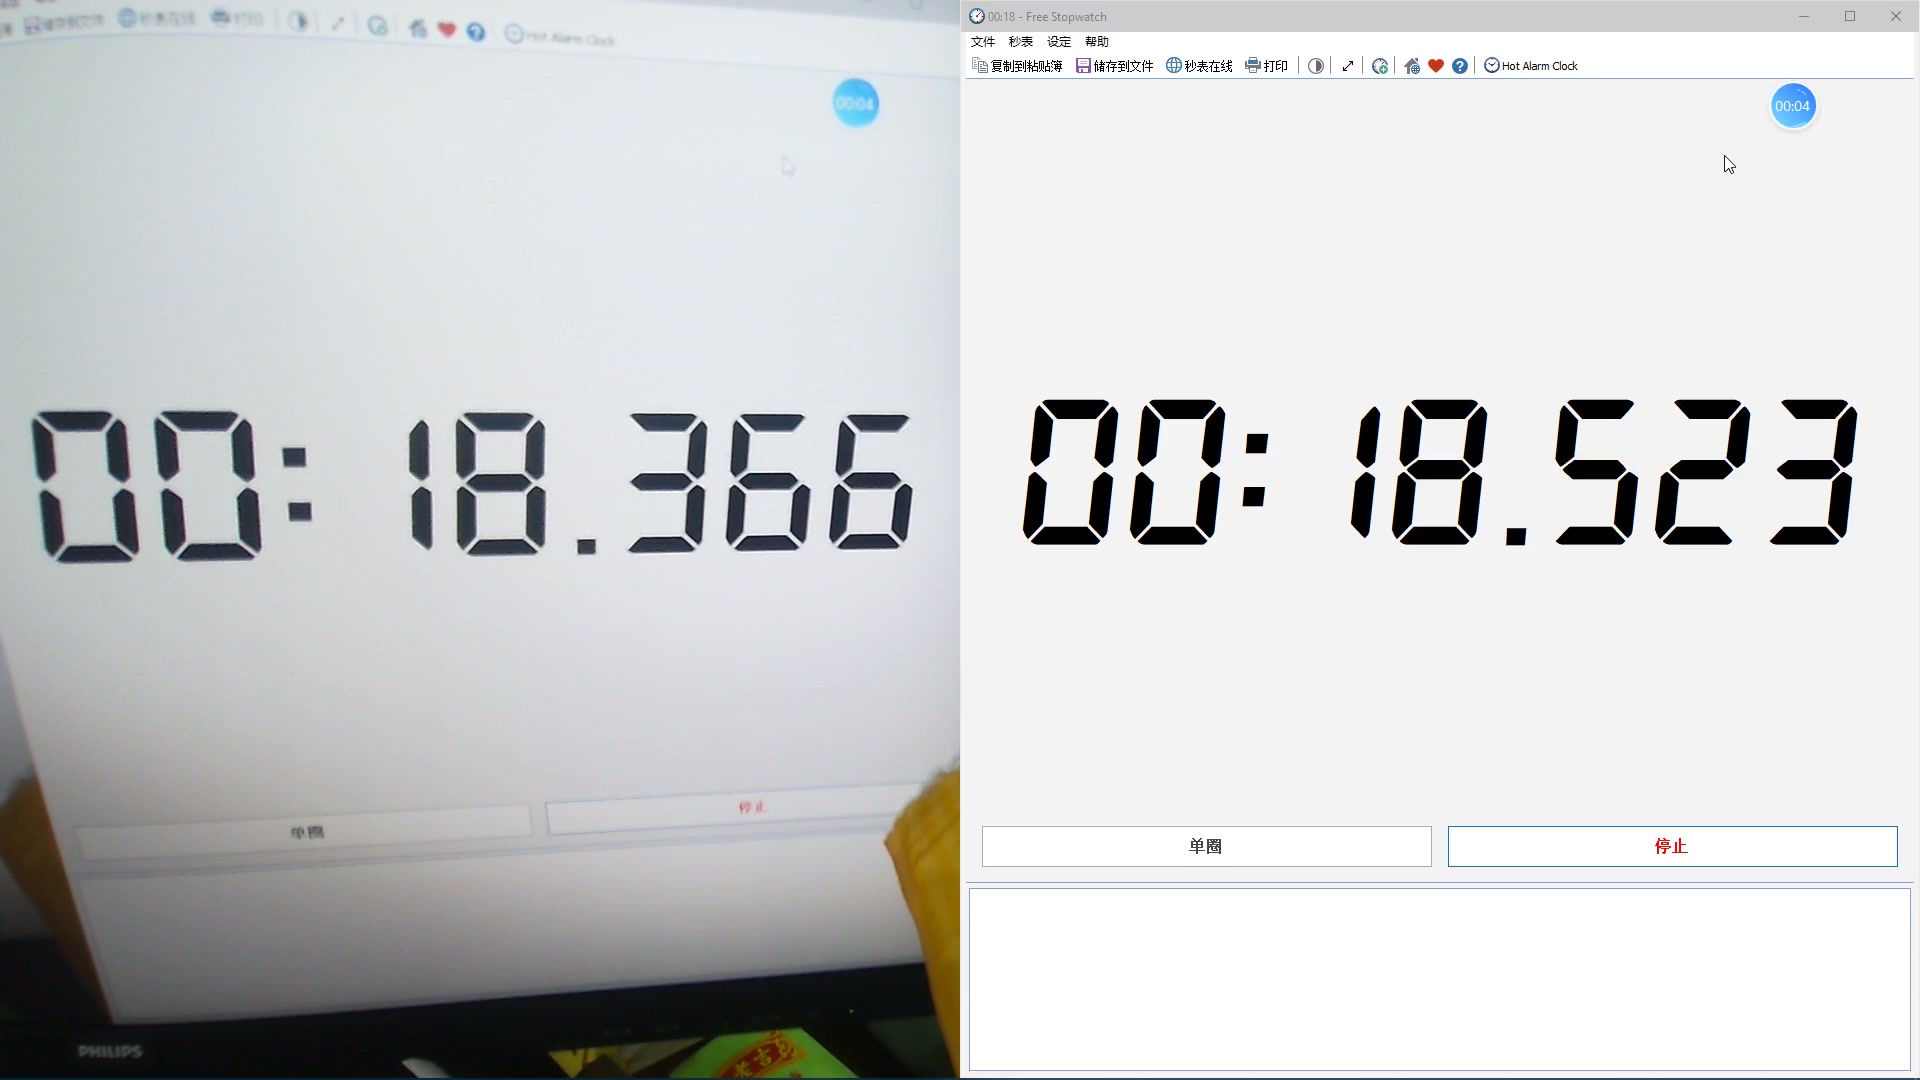 储存到文件 秒表在线 打印 Hot Alarm Clock
00:04
00:18.366
单圈 停止
PHILIPS
00:18 - Free Stopwatch
文件 秒表 设定 帮助
复制到粘贴簿 储存到文件 秒表在线 打印 Hot Alarm Clock
00:04
00:18.523
单圈 停止